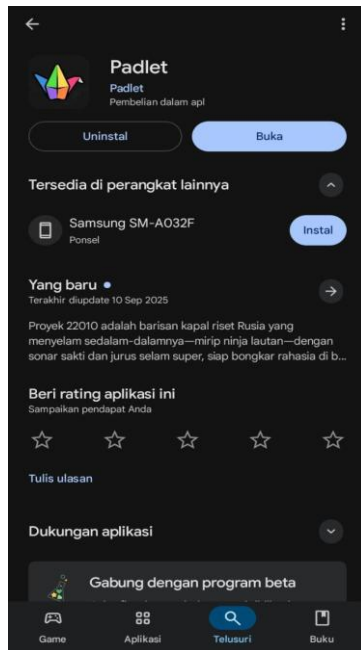 Padlet
Padlet
Pembelian dalam apl
Uninstal
Buka
Tersedia di perangkat lainnya
Samsung SM-A032F
Ponsel
Instal
Yang baru
Terakhir diupdate 10 Sep 2025
Proyek 22010 adalah barisan kapal riset Rusia yang
menyelam sedalam-dalamnya—mirip ninja lautan—dengan
sonar sakti dan jurus selam super, siap bongkar rahasia di b...
Beri rating aplikasi ini
Sampaikan pendapat Anda
Tulis ulasan
Dukungan aplikasi
Gabung dengan program beta
Game
Aplikasi
Telusuri
Buku